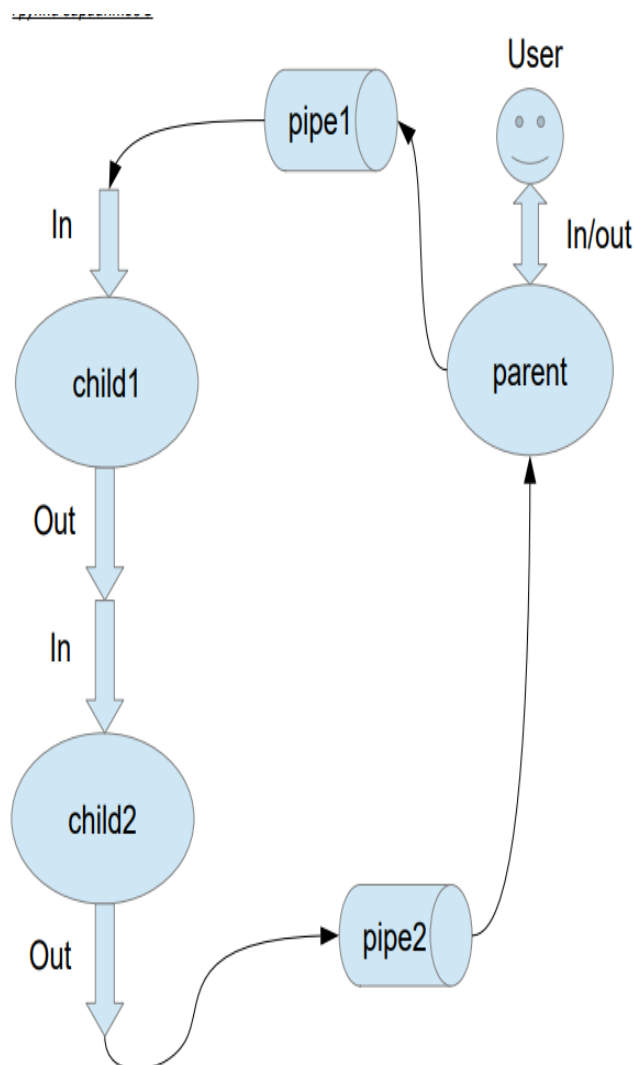 User
pipe1
In
In/out
child1
parent
Out
In
child2
Out
pipe2